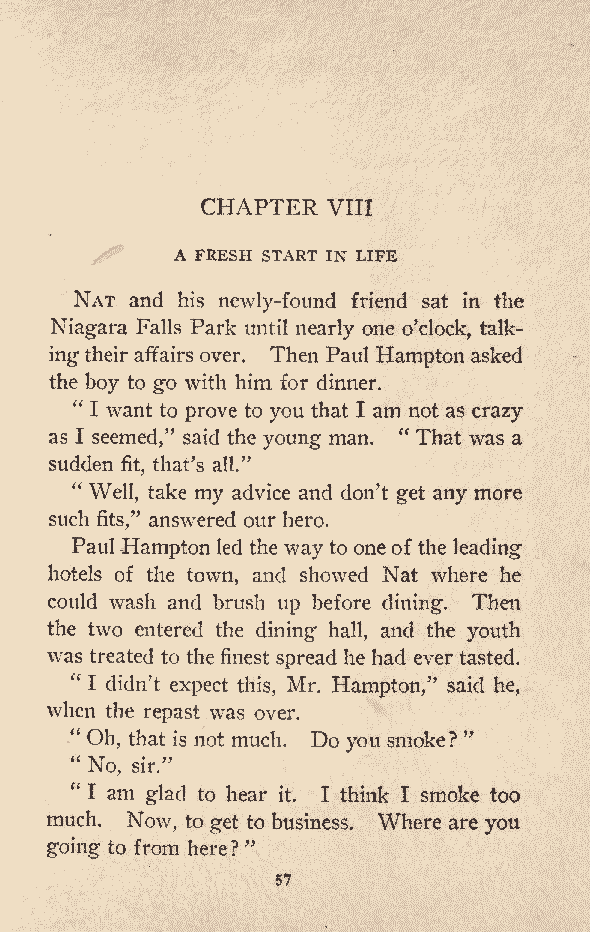 CHAPTER VIII
A FRESH START IN LIFE
NAT and his newly-found friend sat in the
Niagara Falls Park until nearly one o'clock, talk-
ing their affairs over. Then Paul Hampton asked
the boy to go with him for dinner.
“ I want to prove to you that I am not as crazy
as I seemed,” said the young man. “ That was a
sudden fit, that's all.”
“ Well, take my advice and don't get any more
such fits,” answered our hero.
Paul Hampton led the way to one of the leading
hotels of the town, and showed Nat where he
could wash and brush up before dining. Then
the two entered the dining hall, and the youth
was treated to the finest spread he had ever tasted.
“ I didn't expect this, Mr. Hampton,” said he,
when the repast was over.
“ Oh, that is not much. Do you smoke? ”
“ No, sir.”
“ I am glad to hear it. I think I smoke too
much. Now, to get to business. Where are you
going to from here? ”
57